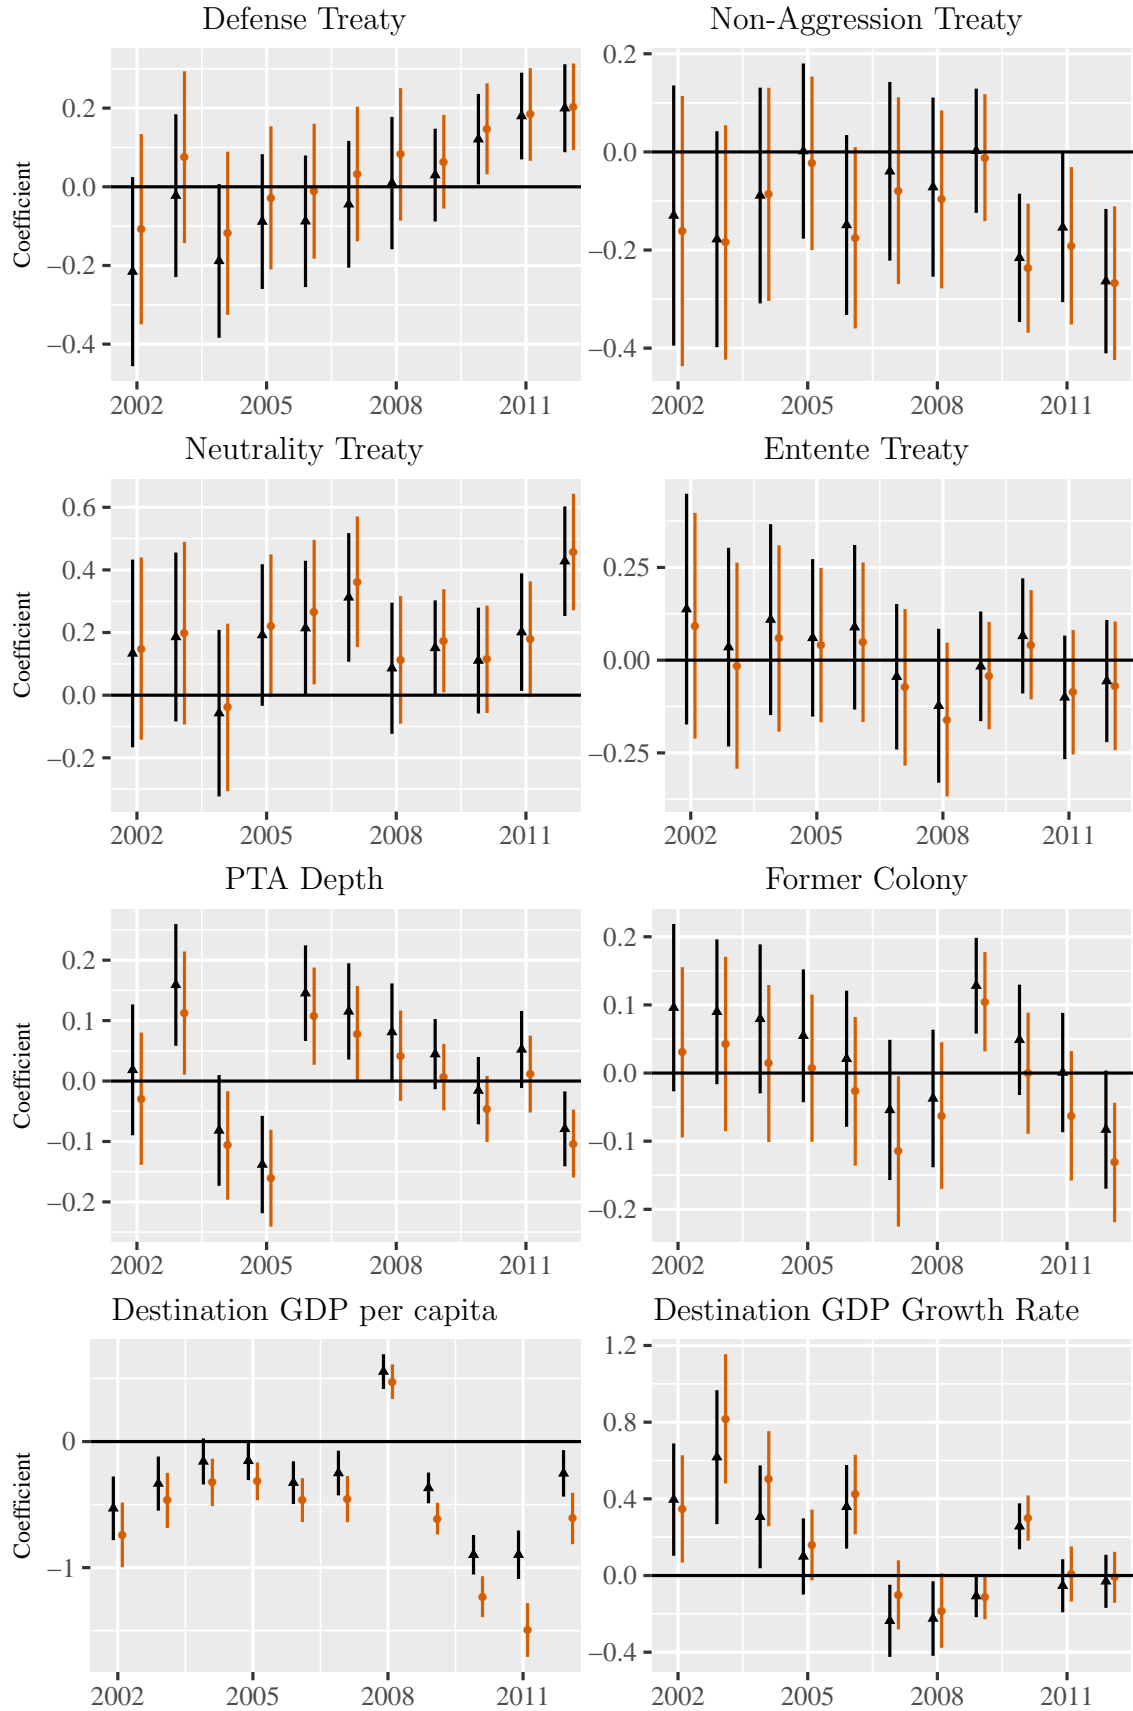 Defense Treaty
Non-Aggression Treaty
Coefficient
0.2
0.0
−0.2
−0.4
2002 2005 2008 2011
0.2
0.0
−0.2
−0.4
2002 2005 2008 2011
Neutrality Treaty
Entente Treaty
Coefficient
0.6
0.4
0.2
0.0
−0.2
2002 2005 2008 2011
0.25
0.00
−0.25
2002 2005 2008 2011
PTA Depth
Former Colony
Coefficient
0.2
0.1
0.0
−0.1
−0.2
2002 2005 2008 2011
0.2
0.1
0.0
−0.1
−0.2
2002 2005 2008 2011
Destination GDP per capita
Destination GDP Growth Rate
Coefficient
0
−1
2002 2005 2008 2011
1.2
0.8
0.4
0.0
−0.4
2002 2005 2008 2011